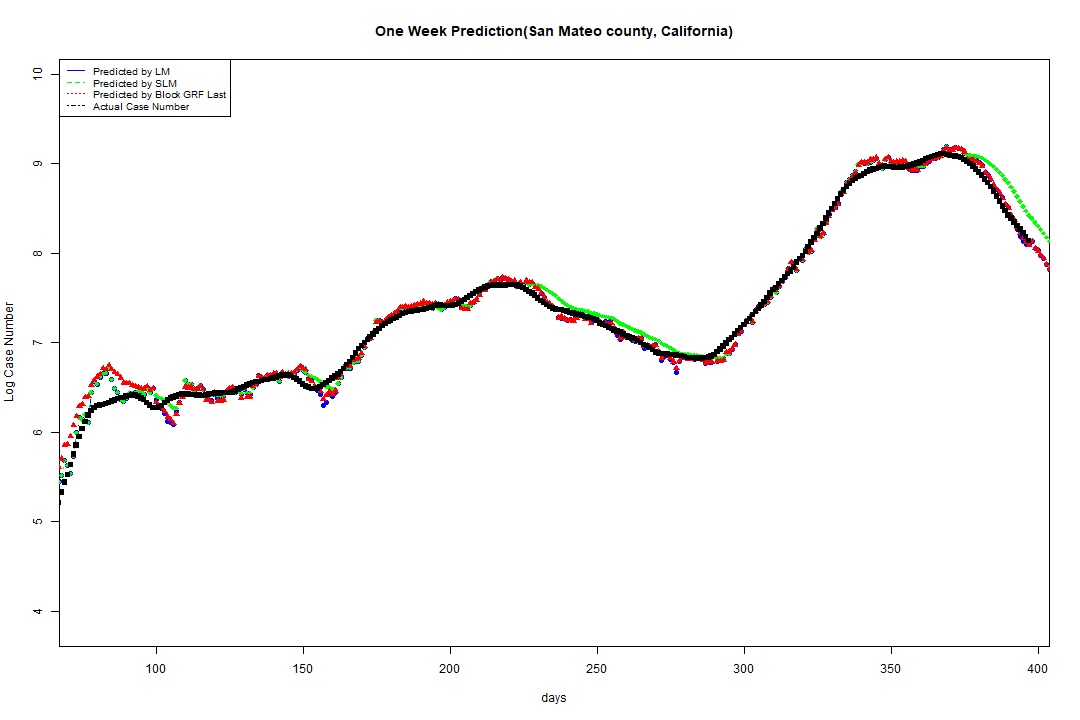 One Week Prediction(San Mateo county, California)
Predicted by LM
Predicted by SLM
Predicted by Block GRF Last
Actual Case Number
10
9
8
7
6
5
4
Log Case Number
100 150 200 250 300 350 400
days